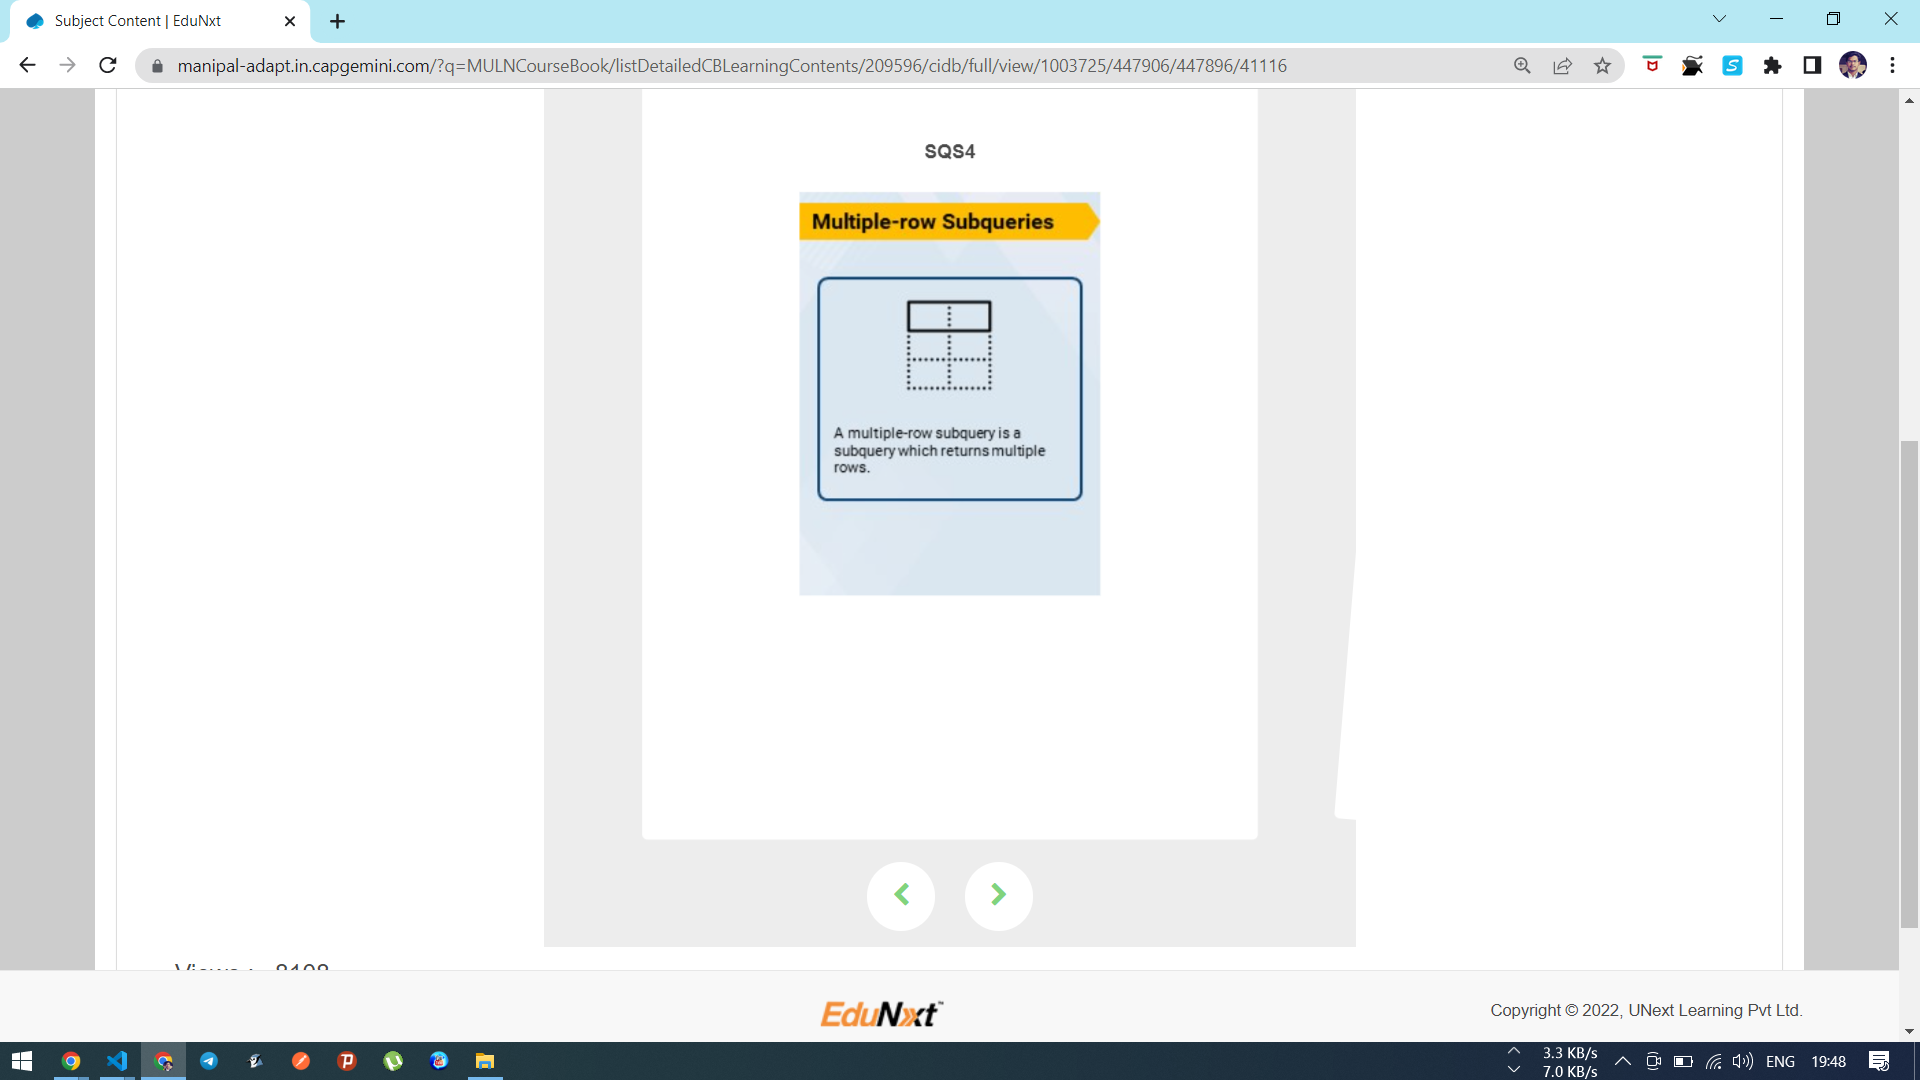 Subject Content | EduNxt
manipal-adapt.in.capgemini.com/?q=MULNCourseBook/listDetailedCBLearningContents/209596/cidb/full/view/1003725/447906/447896/41116
SQS4
Multiple-row Subqueries
A multiple-row subquery is a
subquery which returns multiple
rows.
Views : 8108
EduNxt
Copyright © 2022, UNext Learning Pvt Ltd.
3.3 KB/s
7.0 KB/s
ENG
19:48